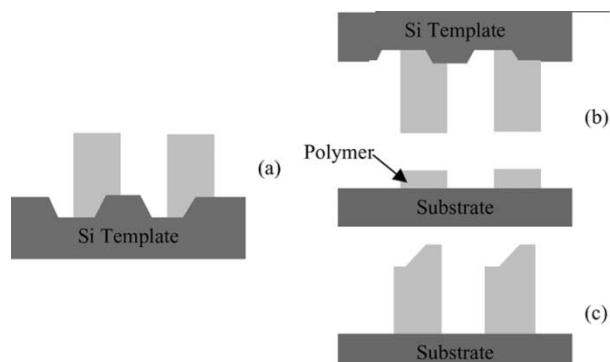 Si Template
(b)
Polymer
(a)
Substrate
Si Template
(c)
Substrate